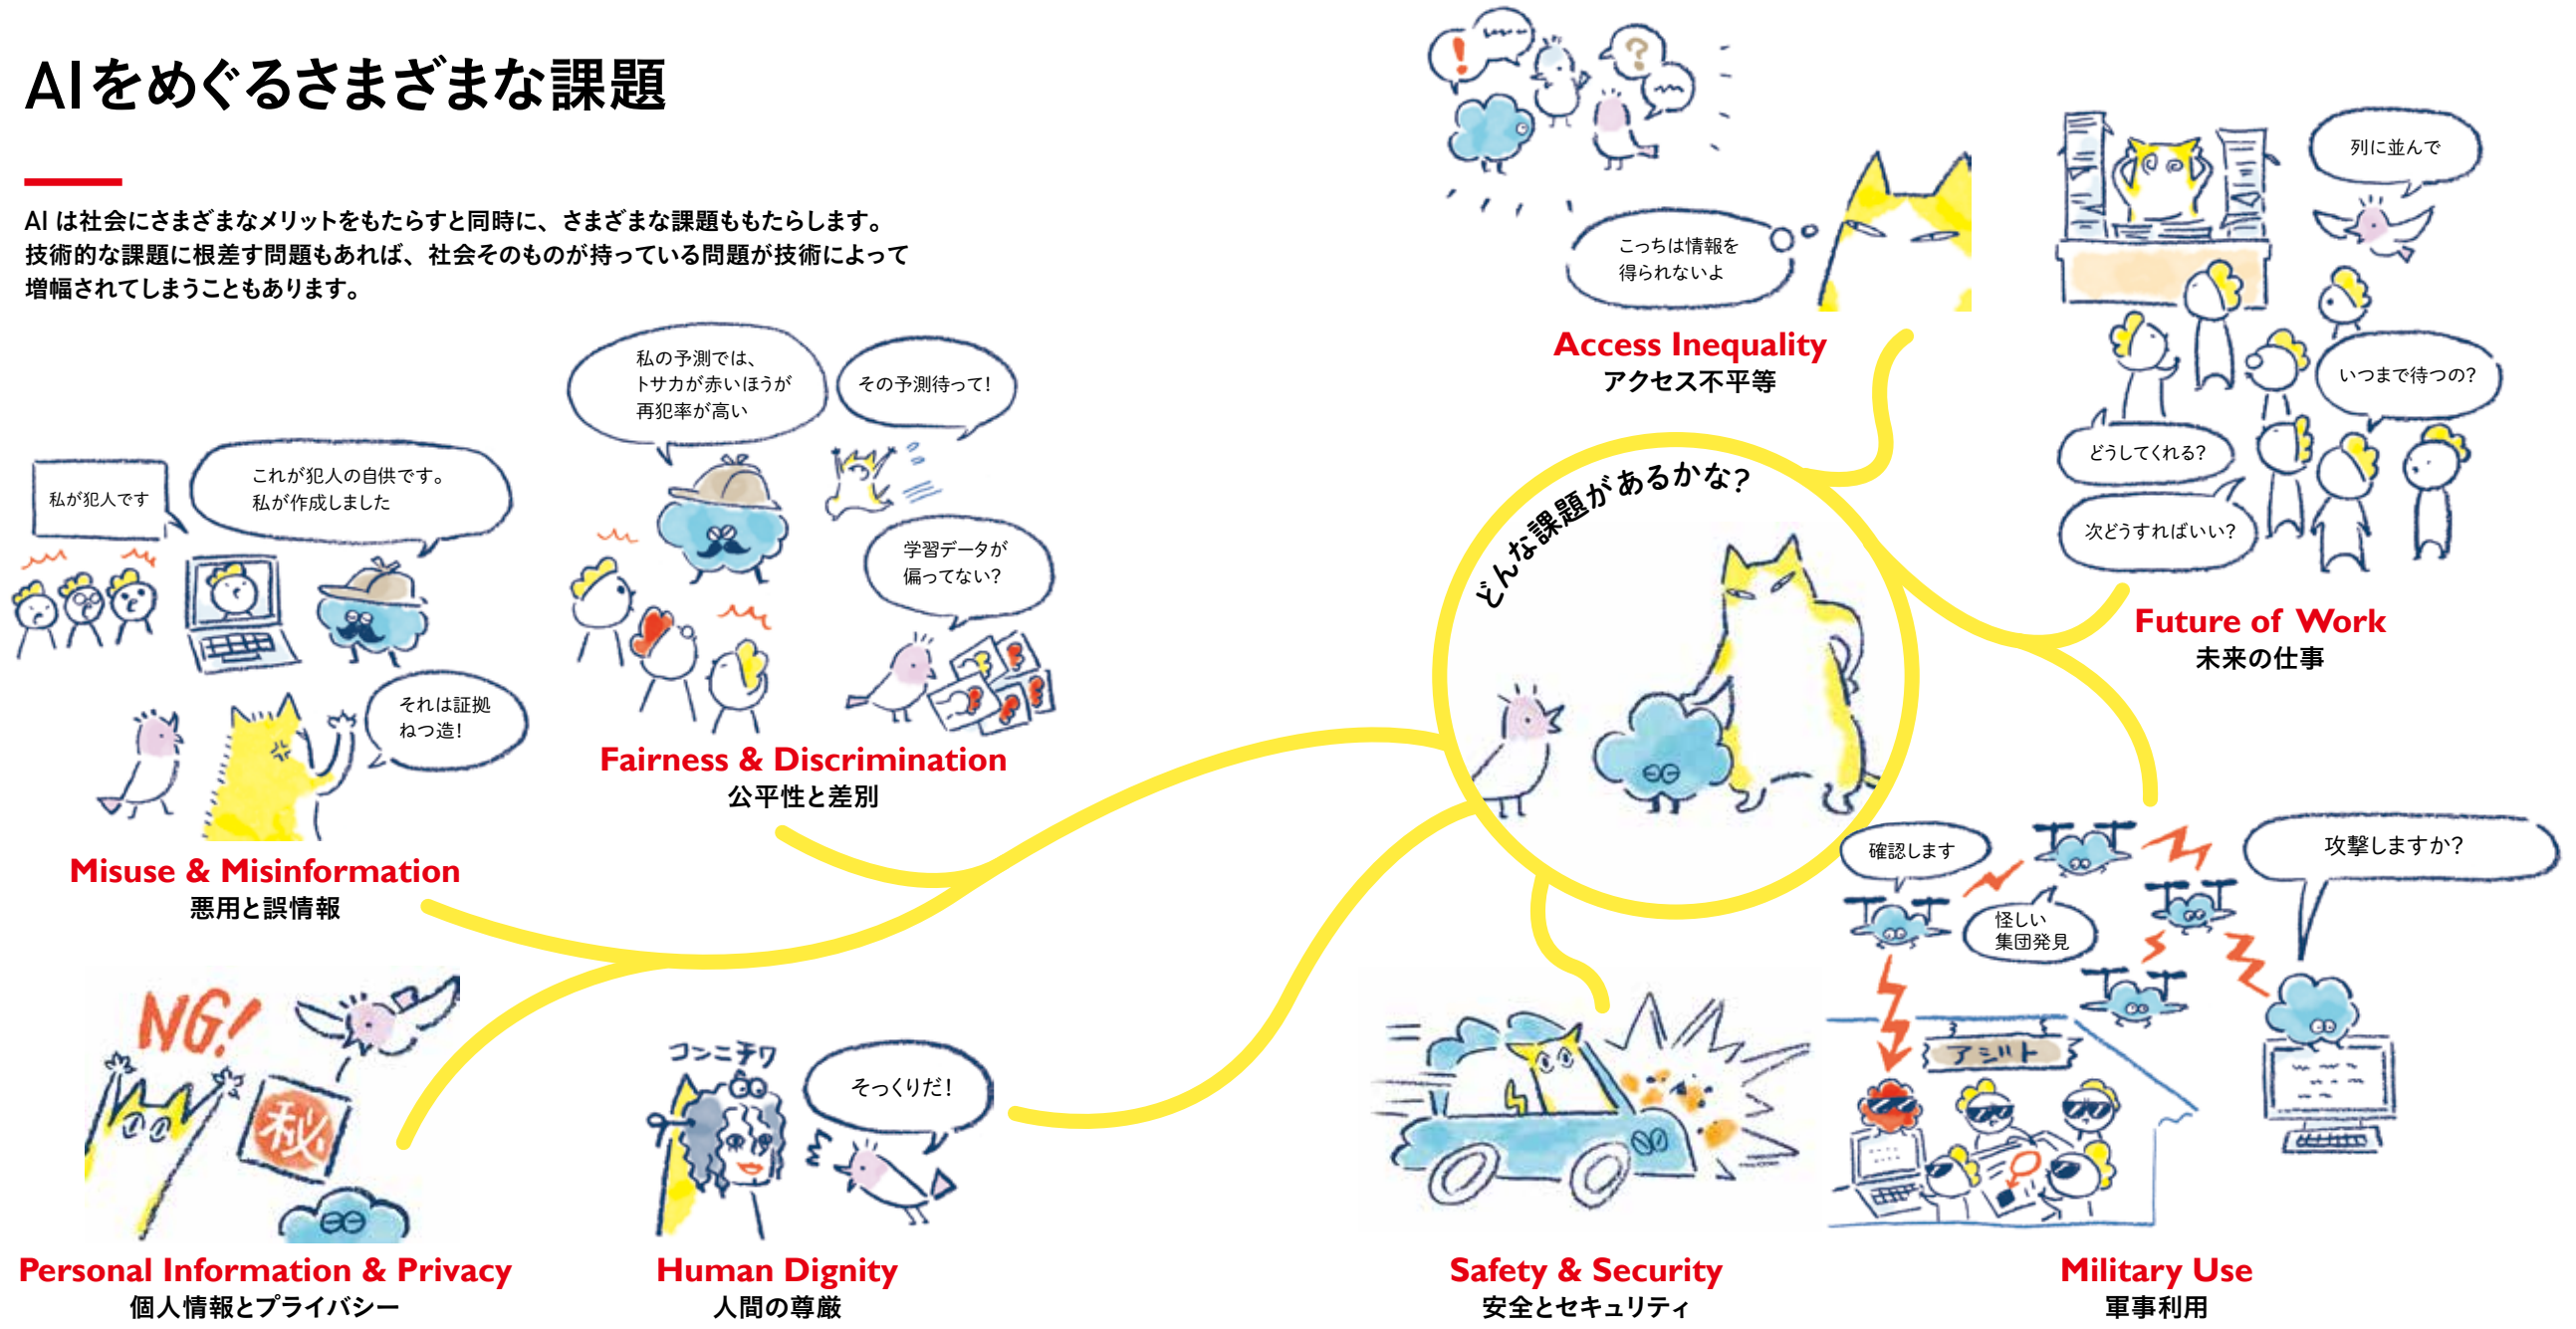 AIをめぐるさまざまな課題
AI は社会にさまざまなメリットをもたらすと同時に、さまざまな課題ももたらします。
技術的な課題に根差す問題もあれば、社会そのものが持っている問題が技術によって
増幅されてしまうこともあります。
私が犯人です
これが犯人の自供です。
私が作成しました
それは証拠
ねつ造!
Misuse & Misinformation
悪用と誤情報
私の予測では、
トサカが赤いほうが
再犯率が高い
その予測待って!
学習データが
偏ってない?
Fairness & Discrimination
公平性と差別
NG!
秘
Personal Information & Privacy
個人情報とプライバシー
コンニチワ
そっくりだ!
Human Dignity
人間の尊厳
どんな課題があるかな?
!
?
こっちは情報を
得られないよ
Access Inequality
アクセス不平等
列に並んで
いつまで待つの?
どうしてくれる?
次どうすればいい?
Future of Work
未来の仕事
Safety & Security
安全とセキュリティ
確認します
怪しい
集団発見
攻撃しますか?
アジト
Military Use
軍事利用